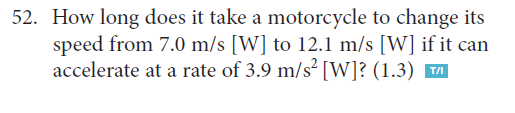 52. How long does it take a motorcycle to change its
speed from 7.0 m/s [W] to 12.1 m/s [W] if it can
accelerate at a rate of 3.9 m/s² [W]? (1.3) T/I